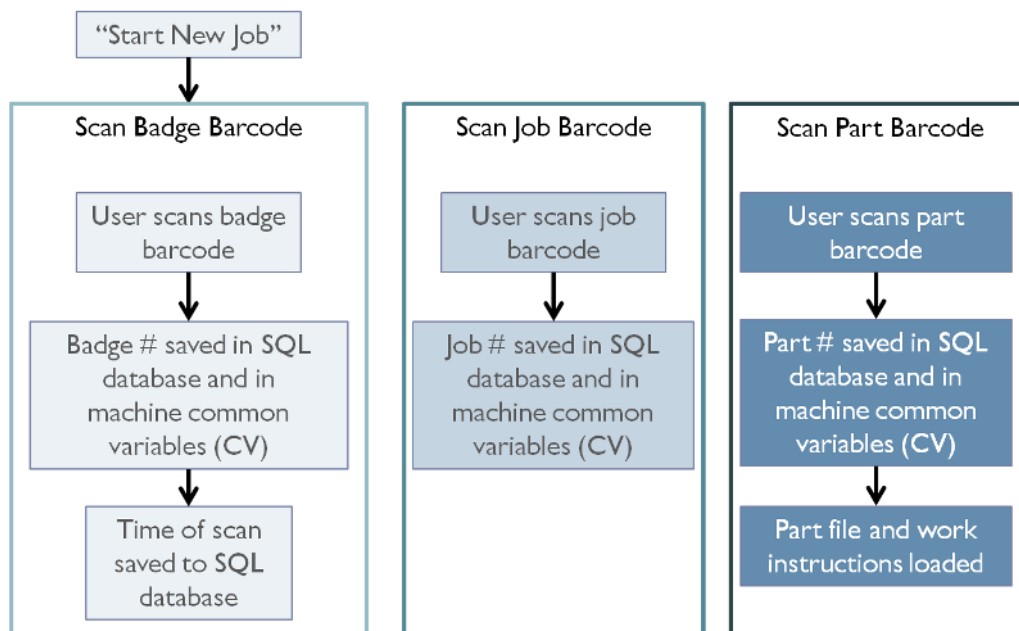 “Start New Job”
Scan Badge Barcode
User scans badge
barcode
Badge # saved in SQL
database and in
machine common
variables (CV)
Time of scan
saved to SQL
database
Scan Job Barcode
User scans job
barcode
Job # saved in SQL
database and in
machine common
variables (CV)
Scan Part Barcode
User scans part
barcode
Part # saved in SQL
database and in
machine common
variables (CV)
Part file and work
instructions loaded